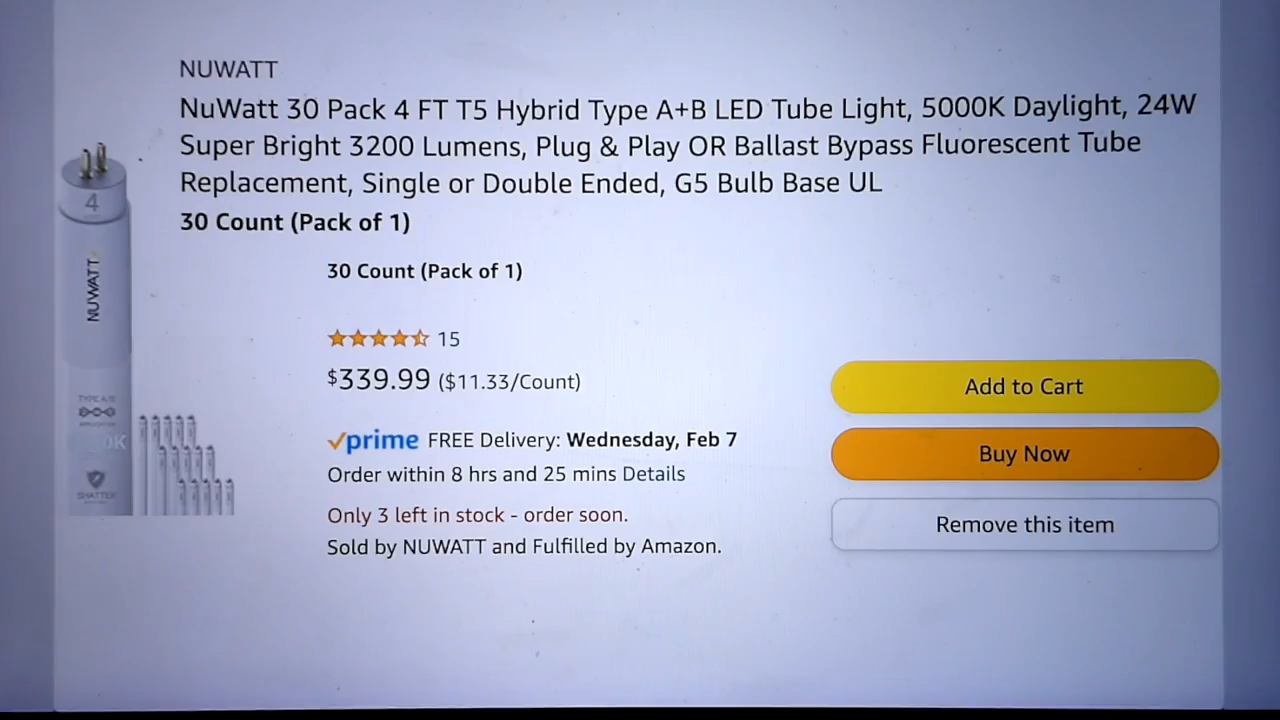 NUWATT
NuWatt 30 Pack 4 FT T5 Hybrid Type A+B LED Tube Light, 5000K Daylight, 24W
Super Bright 3200 Lumens, Plug & Play OR Ballast Bypass Fluorescent Tube
Replacement, Single or Double Ended, G5 Bulb Base UL
30 Count (Pack of 1)
4
NUWATT
TYPE A/B
SHATTER
30 Count (Pack of 1)
15
$339.99 ($11.33/Count)
prime FREE Delivery: Wednesday, Feb 7
Order within 8 hrs and 25 mins Details
Only 3 left in stock - order soon.
Sold by NUWATT and Fulfilled by Amazon.
Add to Cart
Buy Now
Remove this item